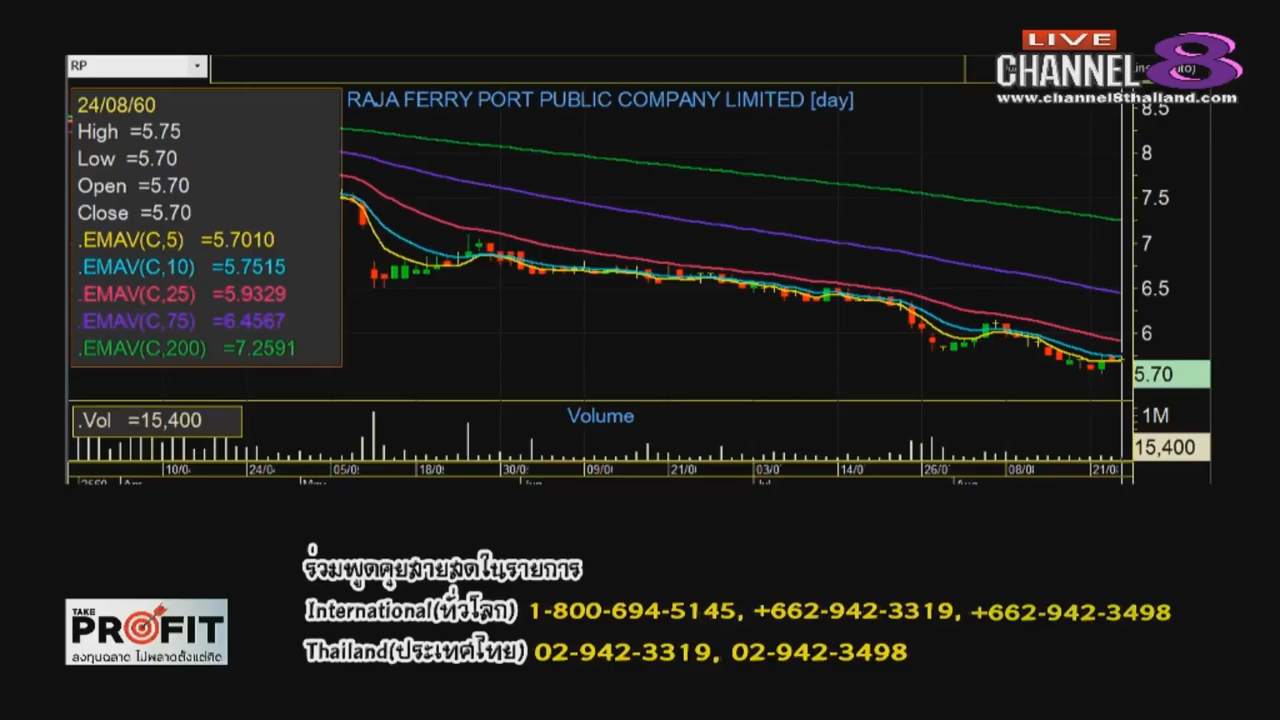 LIVE
CHANNEL 8
www.channel8thailand.com
RP
RAJA FERRY PORT PUBLIC COMPANY LIMITED [day]
24/08/60
High =5.75
Low =5.70
Open =5.70
Close =5.70
.EMAV(C,5) =5.7010
.EMAV(C,10) =5.7515
.EMAV(C,25) =5.9329
.EMAV(C,75) =6.4567
.EMAV(C,200) =7.2591
8.5
8
7.5
7
6.5
6
5.70
.Vol =15,400
Volume
1M
15,400
10/0 24/0 05/0 18/0 30/0 09/0 21/0 03/0 14/0 26/0 08/0 21/0
ร่วมพูดคุยสายสดในรายการ
International(ทั่วโลก) 1-800-694-5145, +662-942-3319, +662-942-3498
Thailand(ประเทศไทย) 02-942-3319, 02-942-3498
TAKE
PROFIT
ลงทุนฉลาด ไม่พลาดตั้งแต่คิด